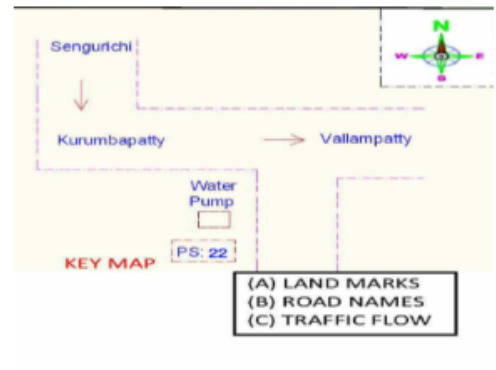 Sengurichi
N
W
E
S
Kurumbapatty
Vallampatty
Water
Pump
PS: 22
KEY MAP
(A) LAND MARKS
(B) ROAD NAMES
(C) TRAFFIC FLOW